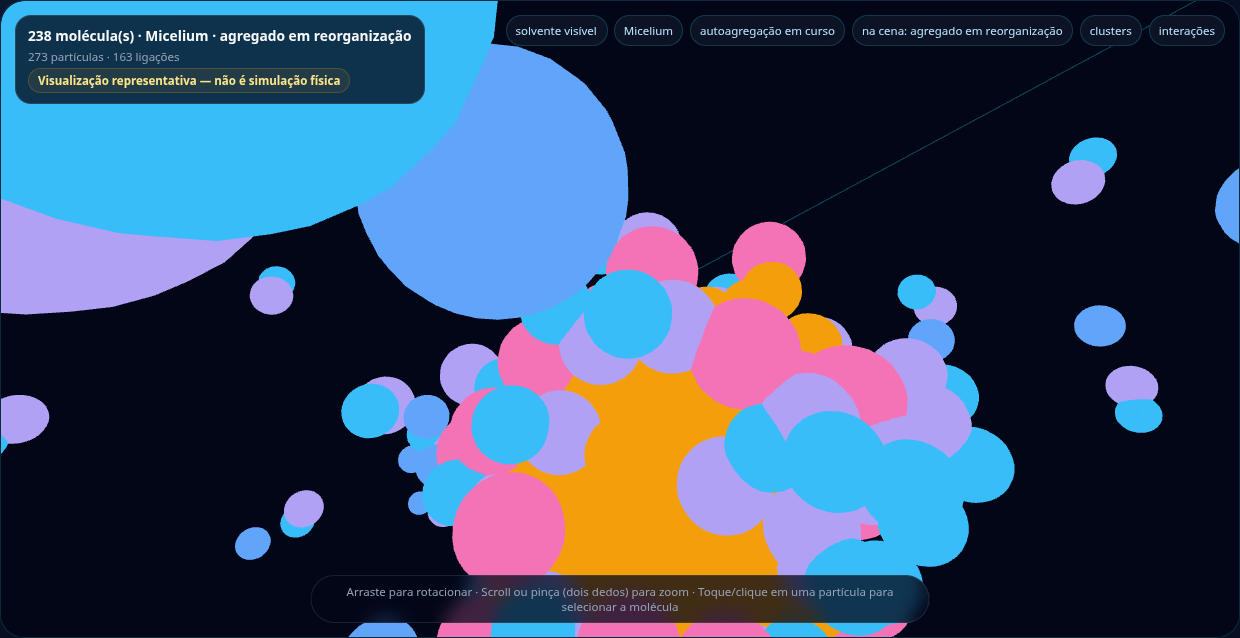 238 molécula(s) · Micelium · agregado em reorganização
273 partículas · 163 ligações
Visualização representativa — não é simulação física
solvente visível
Micelium
autoagregação em curso
na cena: agregado em reorganização
clusters
interações
Arraste para rotacionar · Scroll ou pinça (dois dedos) para zoom · Toque/clique em uma partícula para
selecionar a molécula